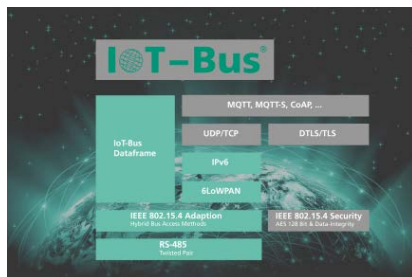 IOT-Bus®
MQTT, MQTT-S, CoAP, ...
UDP/TCP
DTLS/TLS
IoT-Bus
Dataframe
IPv6
6LoWPAN
IEEE 802.15.4 Adaption
Hybrid Bus Access Methods
IEEE 802.15.4 Security
AES 128 Bit & Data-integrity
RS-485
Twisted Pair